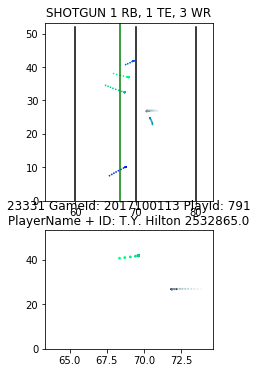 SHOTGUN 1 RB, 1 TE, 3 WR
50
40
30
20
10
0
60 70 80
23331 GameId: 2017100113 PlayId: 791
PlayerName + ID: T.Y. Hilton 2532865.0
40
20
0
65.0 67.5 70.0 72.5